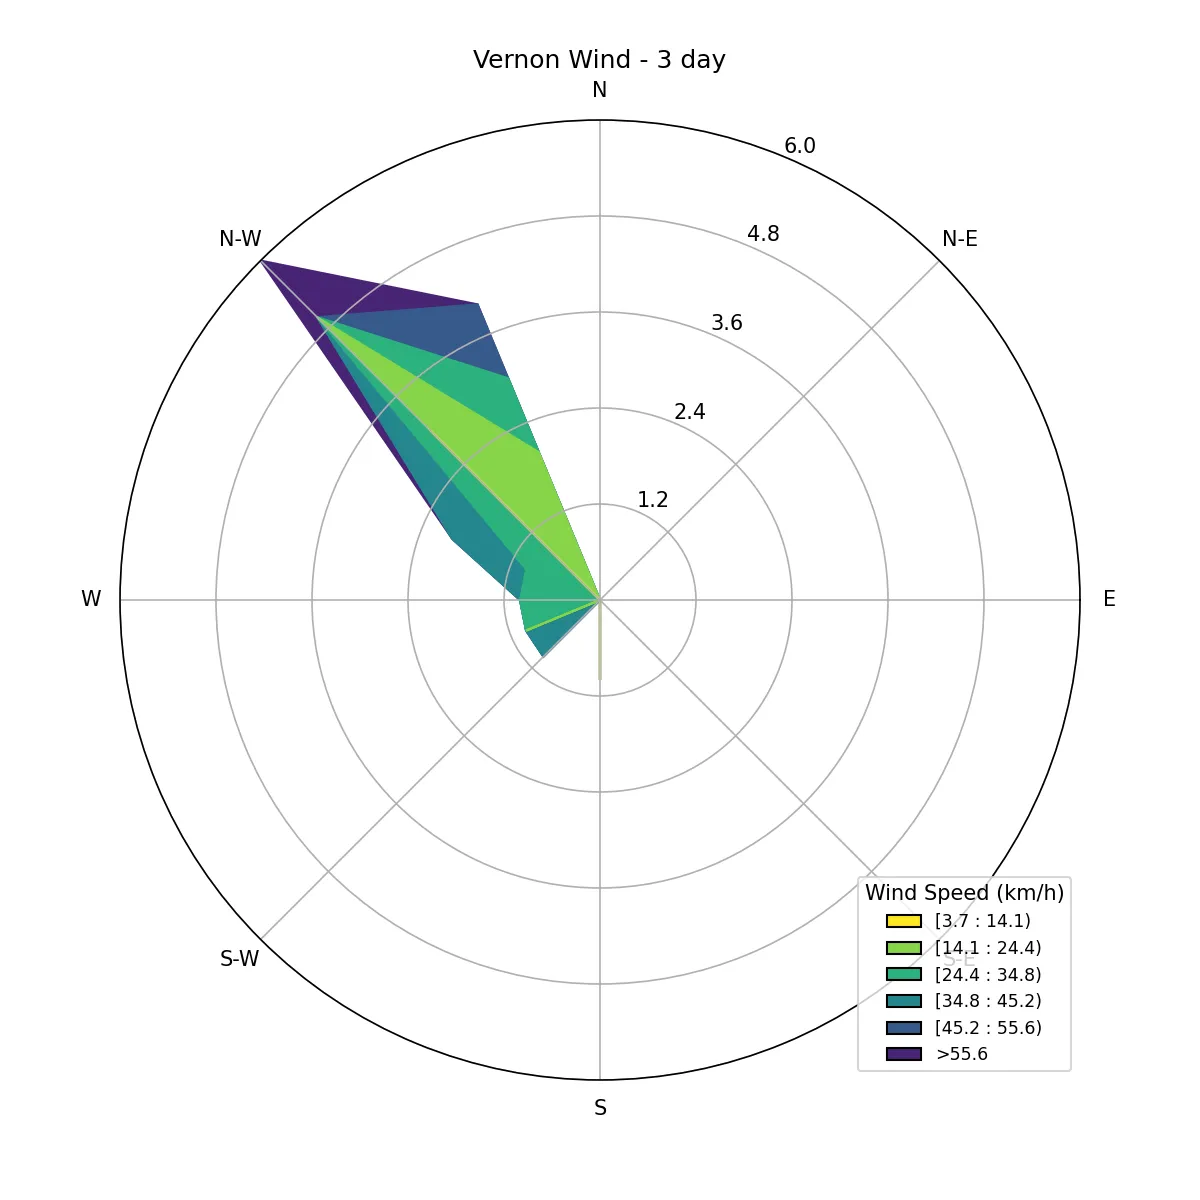 Vernon Wind - 3 day
N
6.0
N-W
N-E
4.8
3.6
2.4
1.2
W
E
Wind Speed (km/h)
[3.7 : 14.1)
[14.1 : 24.4)
S-W
S-E
[24.4 : 34.8)
[34.8 : 45.2)
[45.2 : 55.6)
>55.6
S